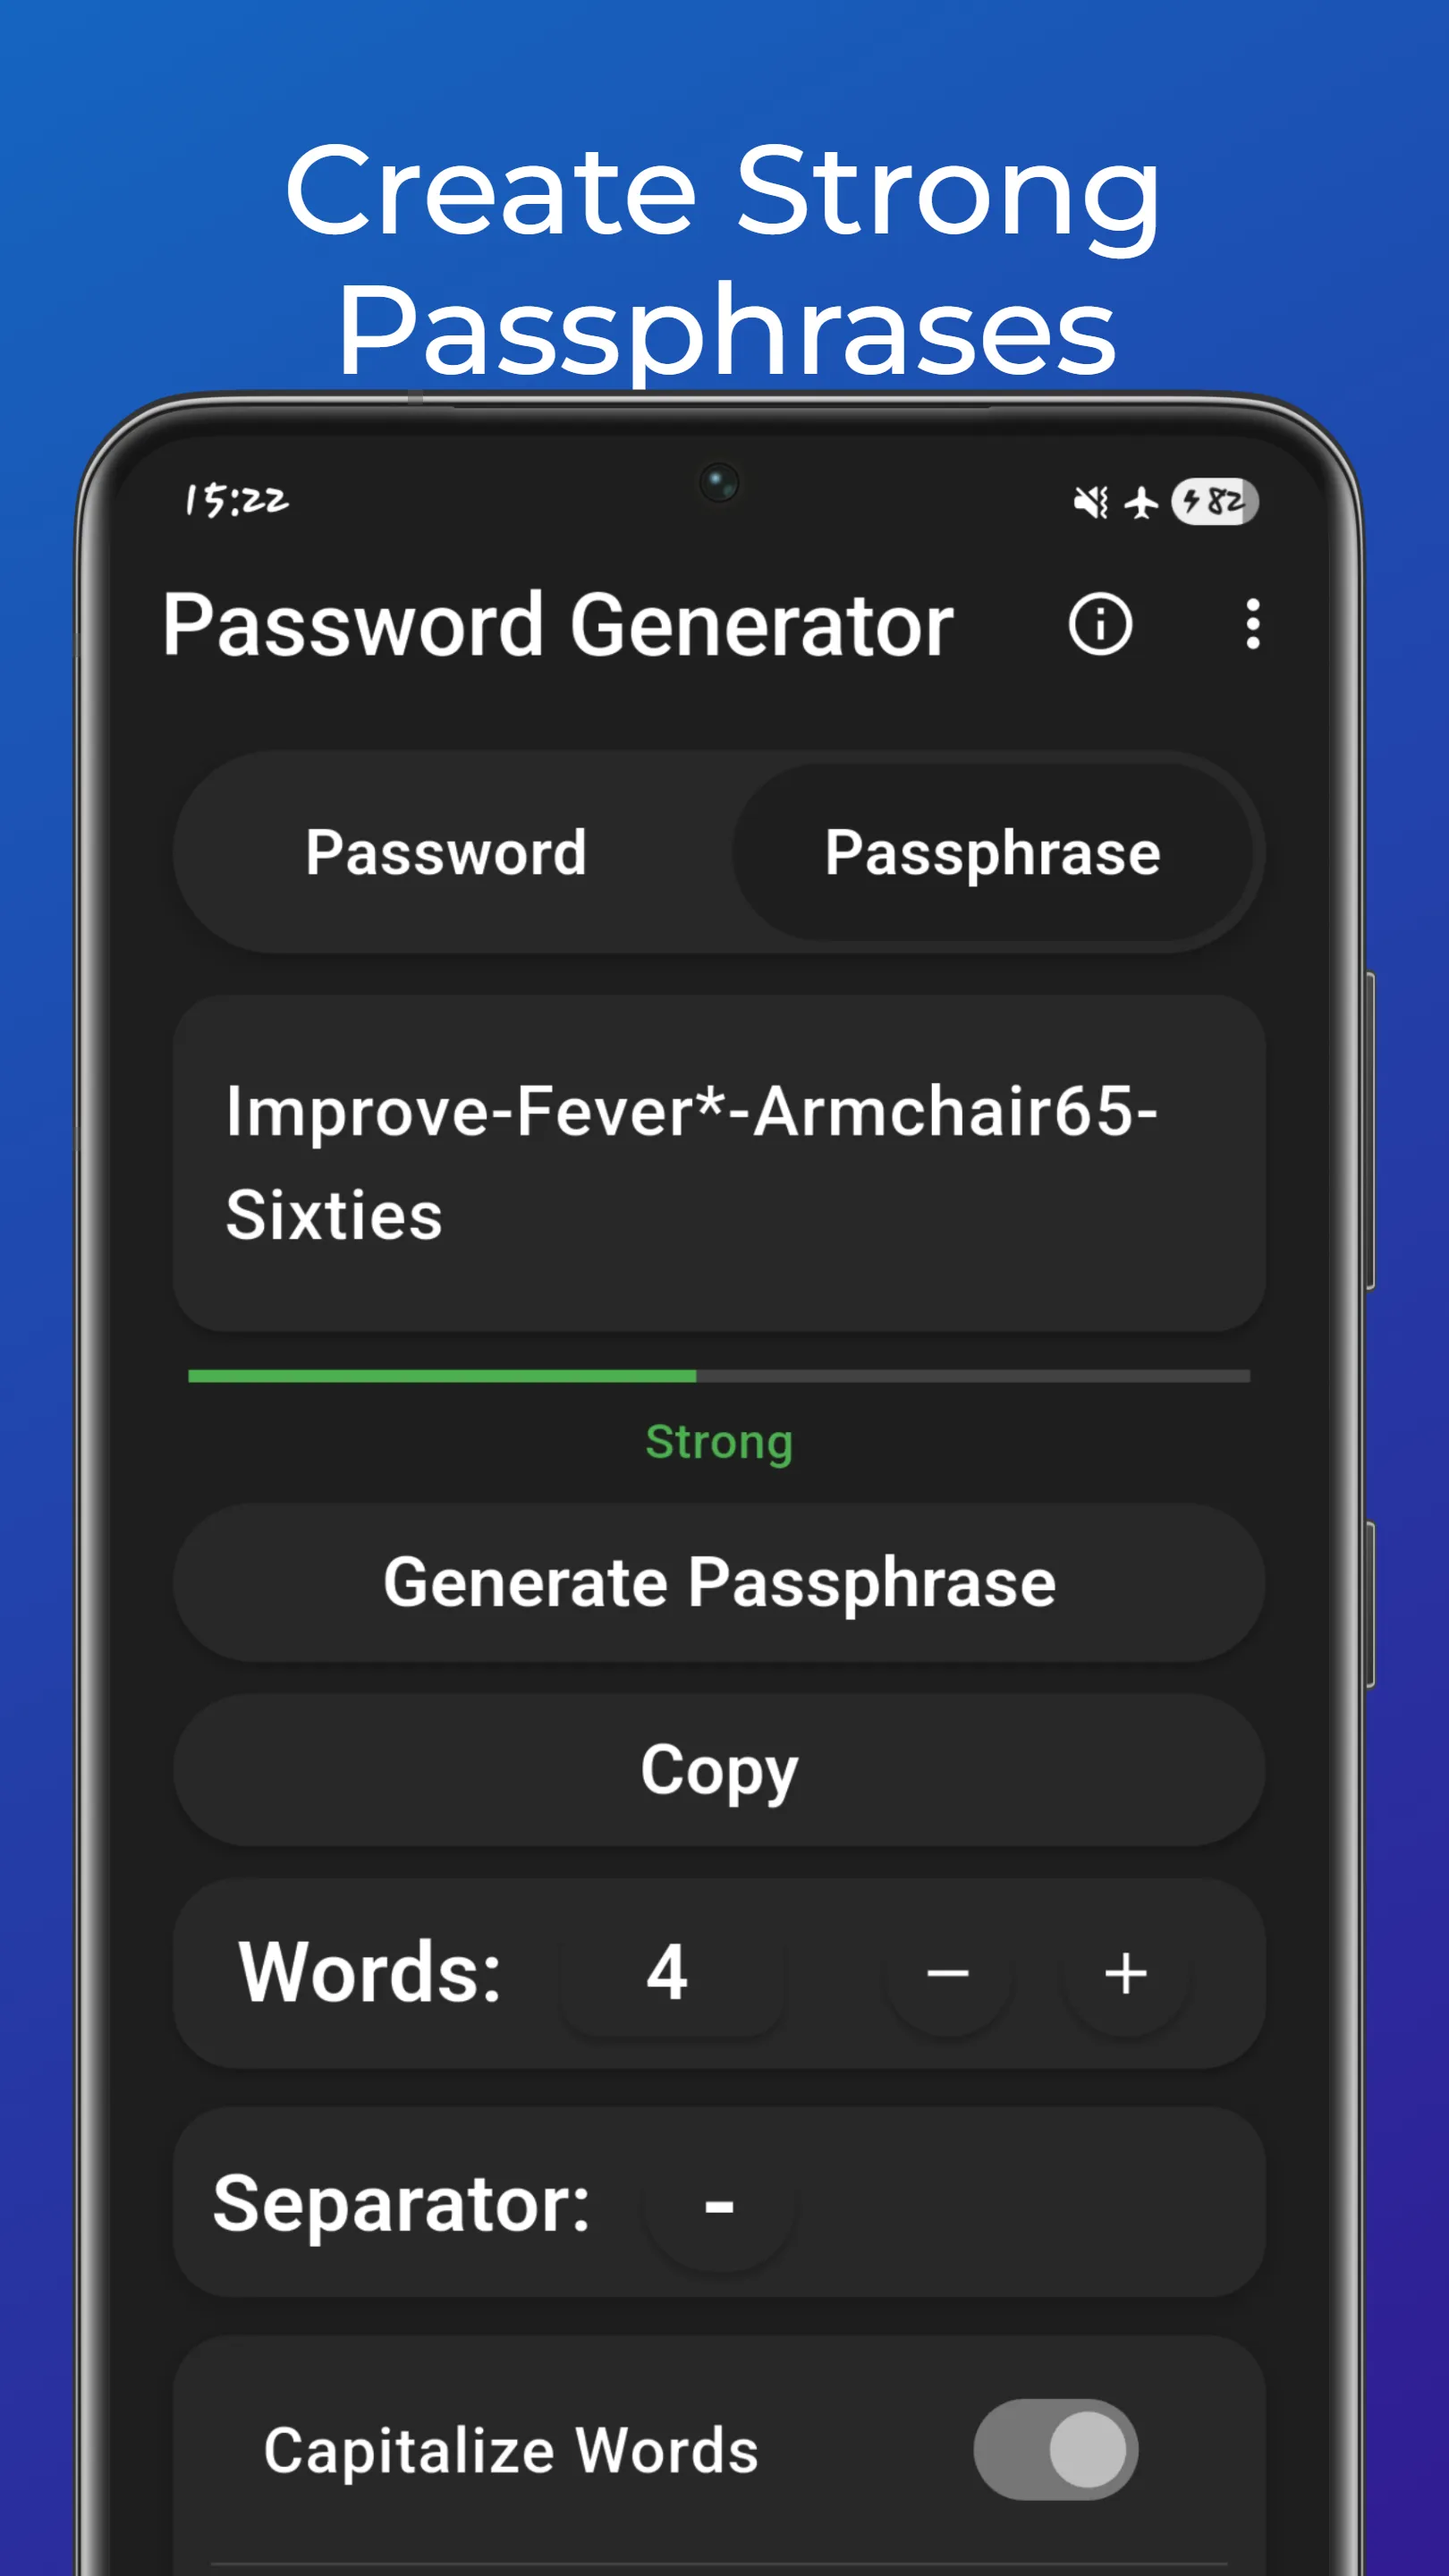 Create Strong
Passphrases
15:22
82
Password Generator
Password
Passphrase
Improve-Fever*-Armchair65-
Sixties
Strong
Generate Passphrase
Copy
Words: 4 − +
Separator: -
Capitalize Words